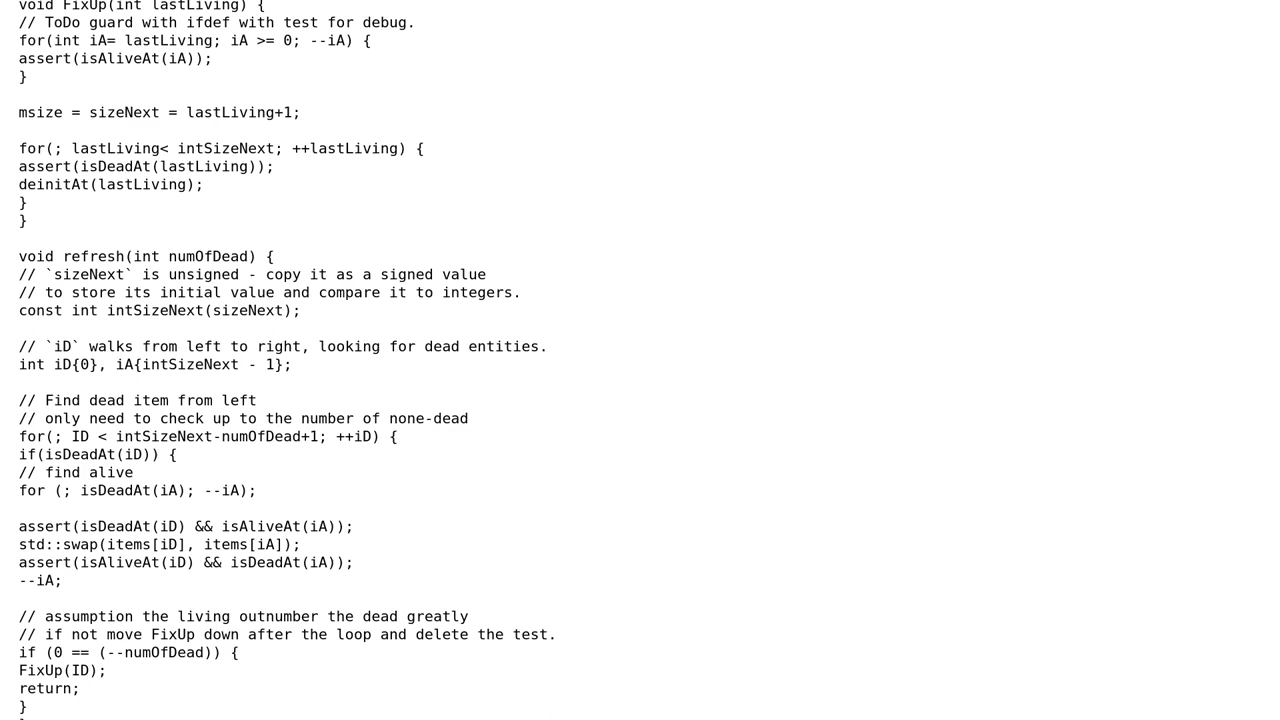 void FixUp(int lastLiving) {
// ToDo guard with ifdef with test for debug.
for(int iA= lastLiving; iA >= 0; --iA) {
assert(isAliveAt(iA));
}
msize = sizeNext = lastLiving+1;
for(; lastLiving< intSizeNext; ++lastLiving) {
assert(isDeadAt(lastLiving));
deinitAt(lastLiving);
}
}
void refresh(int numOfDead) {
// `sizeNext` is unsigned - copy it as a signed value
// to store its initial value and compare it to integers.
const int intSizeNext(sizeNext);
// `iD` walks from left to right, looking for dead entities.
int iD{0}, iA{intSizeNext - 1};
// Find dead item from left
// only need to check up to the number of none-dead
for(; ID < intSizeNext-numOfDead+1; ++iD) {
if(isDeadAt(iD)) {
// find alive
for (; isDeadAt(iA); --iA);
assert(isDeadAt(iD) && isAliveAt(iA));
std::swap(items[iD], items[iA]);
assert(isAliveAt(iD) && isDeadAt(iA));
--iA;
// assumption the living outnumber the dead greatly
// if not move FixUp down after the loop and delete the test.
if (0 == (--numOfDead)) {
FixUp(ID);
return;
}